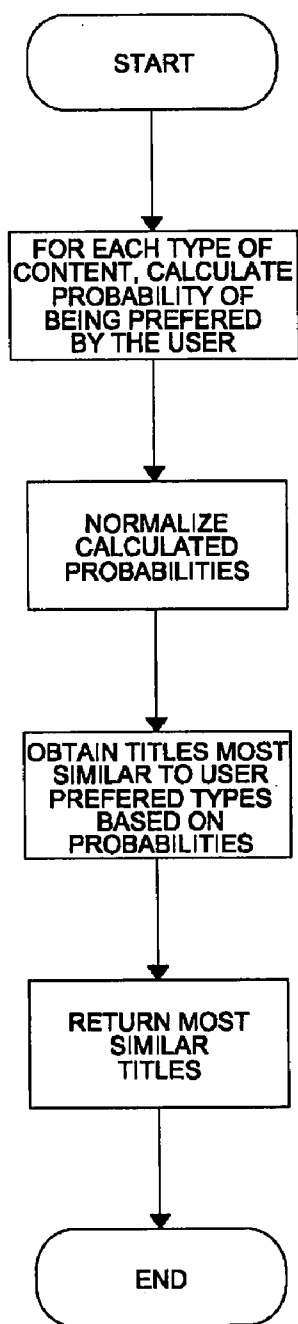 START
FOR EACH TYPE OF
CONTENT, CALCULATE
PROBABILITY OF
BEING PREFERED
BY THE USER
NORMALIZE
CALCULATED
PROBABILITIES
OBTAIN TITLES MOST
SIMILAR TO USER
PREFERED TYPES
BASED ON
PROBABILITIES
RETURN MOST
SIMILAR
TITLES
END